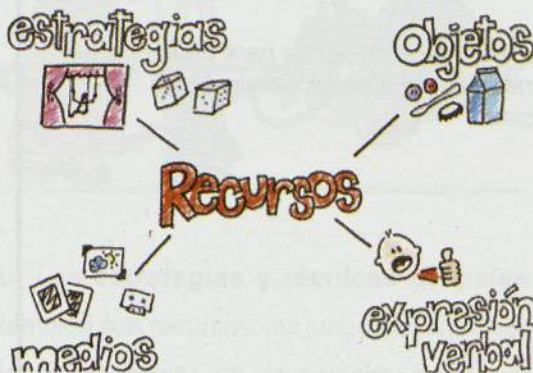 estrategias
Objetos
Recursos
medios
expresión
verbal